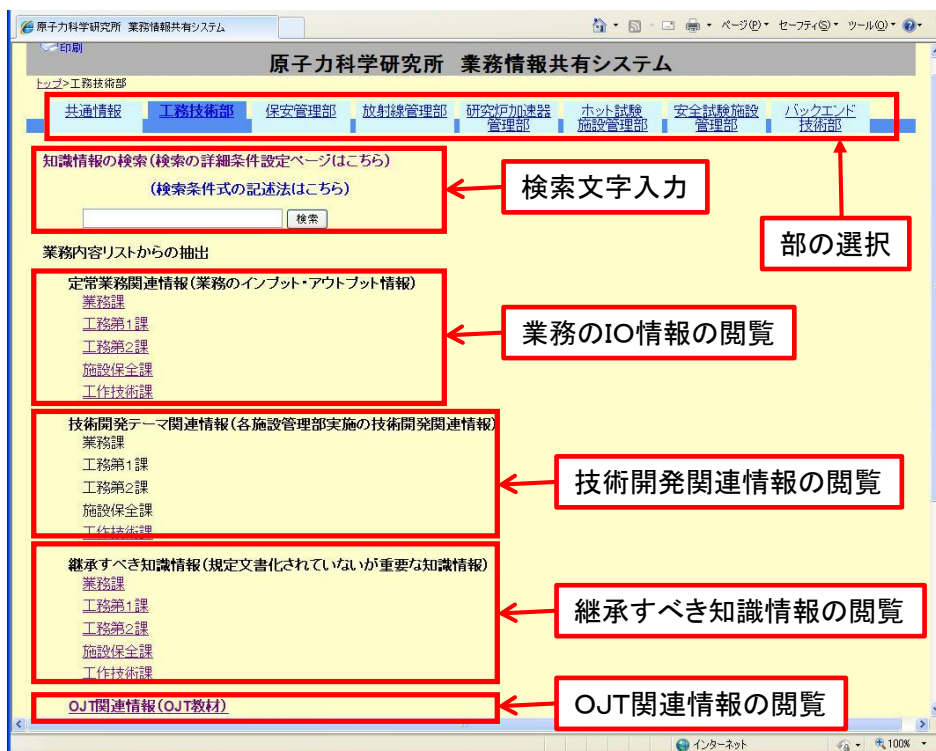 原子力科学研究所 業務情報共有システム
ページ(P)▾ セーフティ(S)▾ ツール(O)▾
印刷
原子力科学研究所 業務情報共有システム
トップ>工務技術部
共通情報 工務技術部 保安管理部 放射線管理部 研究炉加速器管理部 ホット試験施設管理部 安全試験施設管理部 バックエンド技術部
知識情報の検索(検索の詳細条件設定ページはこちら)
(検索条件式の記述法はこちら)
検索
検索文字入力
部の選択
業務内容リストからの抽出
定常業務関連情報(業務のインプット・アウトプット情報)
業務課
工務第1課
工務第2課
施設保全課
工作技術課
業務のIO情報の閲覧
技術開発テーマ関連情報(各施設管理部実施の技術開発関連情報)
業務課
工務第1課
工務第2課
施設保全課
工作技術課
技術開発関連情報の閲覧
継承すべき知識情報(規定文書化されていないが重要な知識情報)
業務課
工務第1課
工務第2課
施設保全課
工作技術課
継承すべき知識情報の閲覧
OJT関連情報(OJT教材)
OJT関連情報の閲覧
インターネット
100%